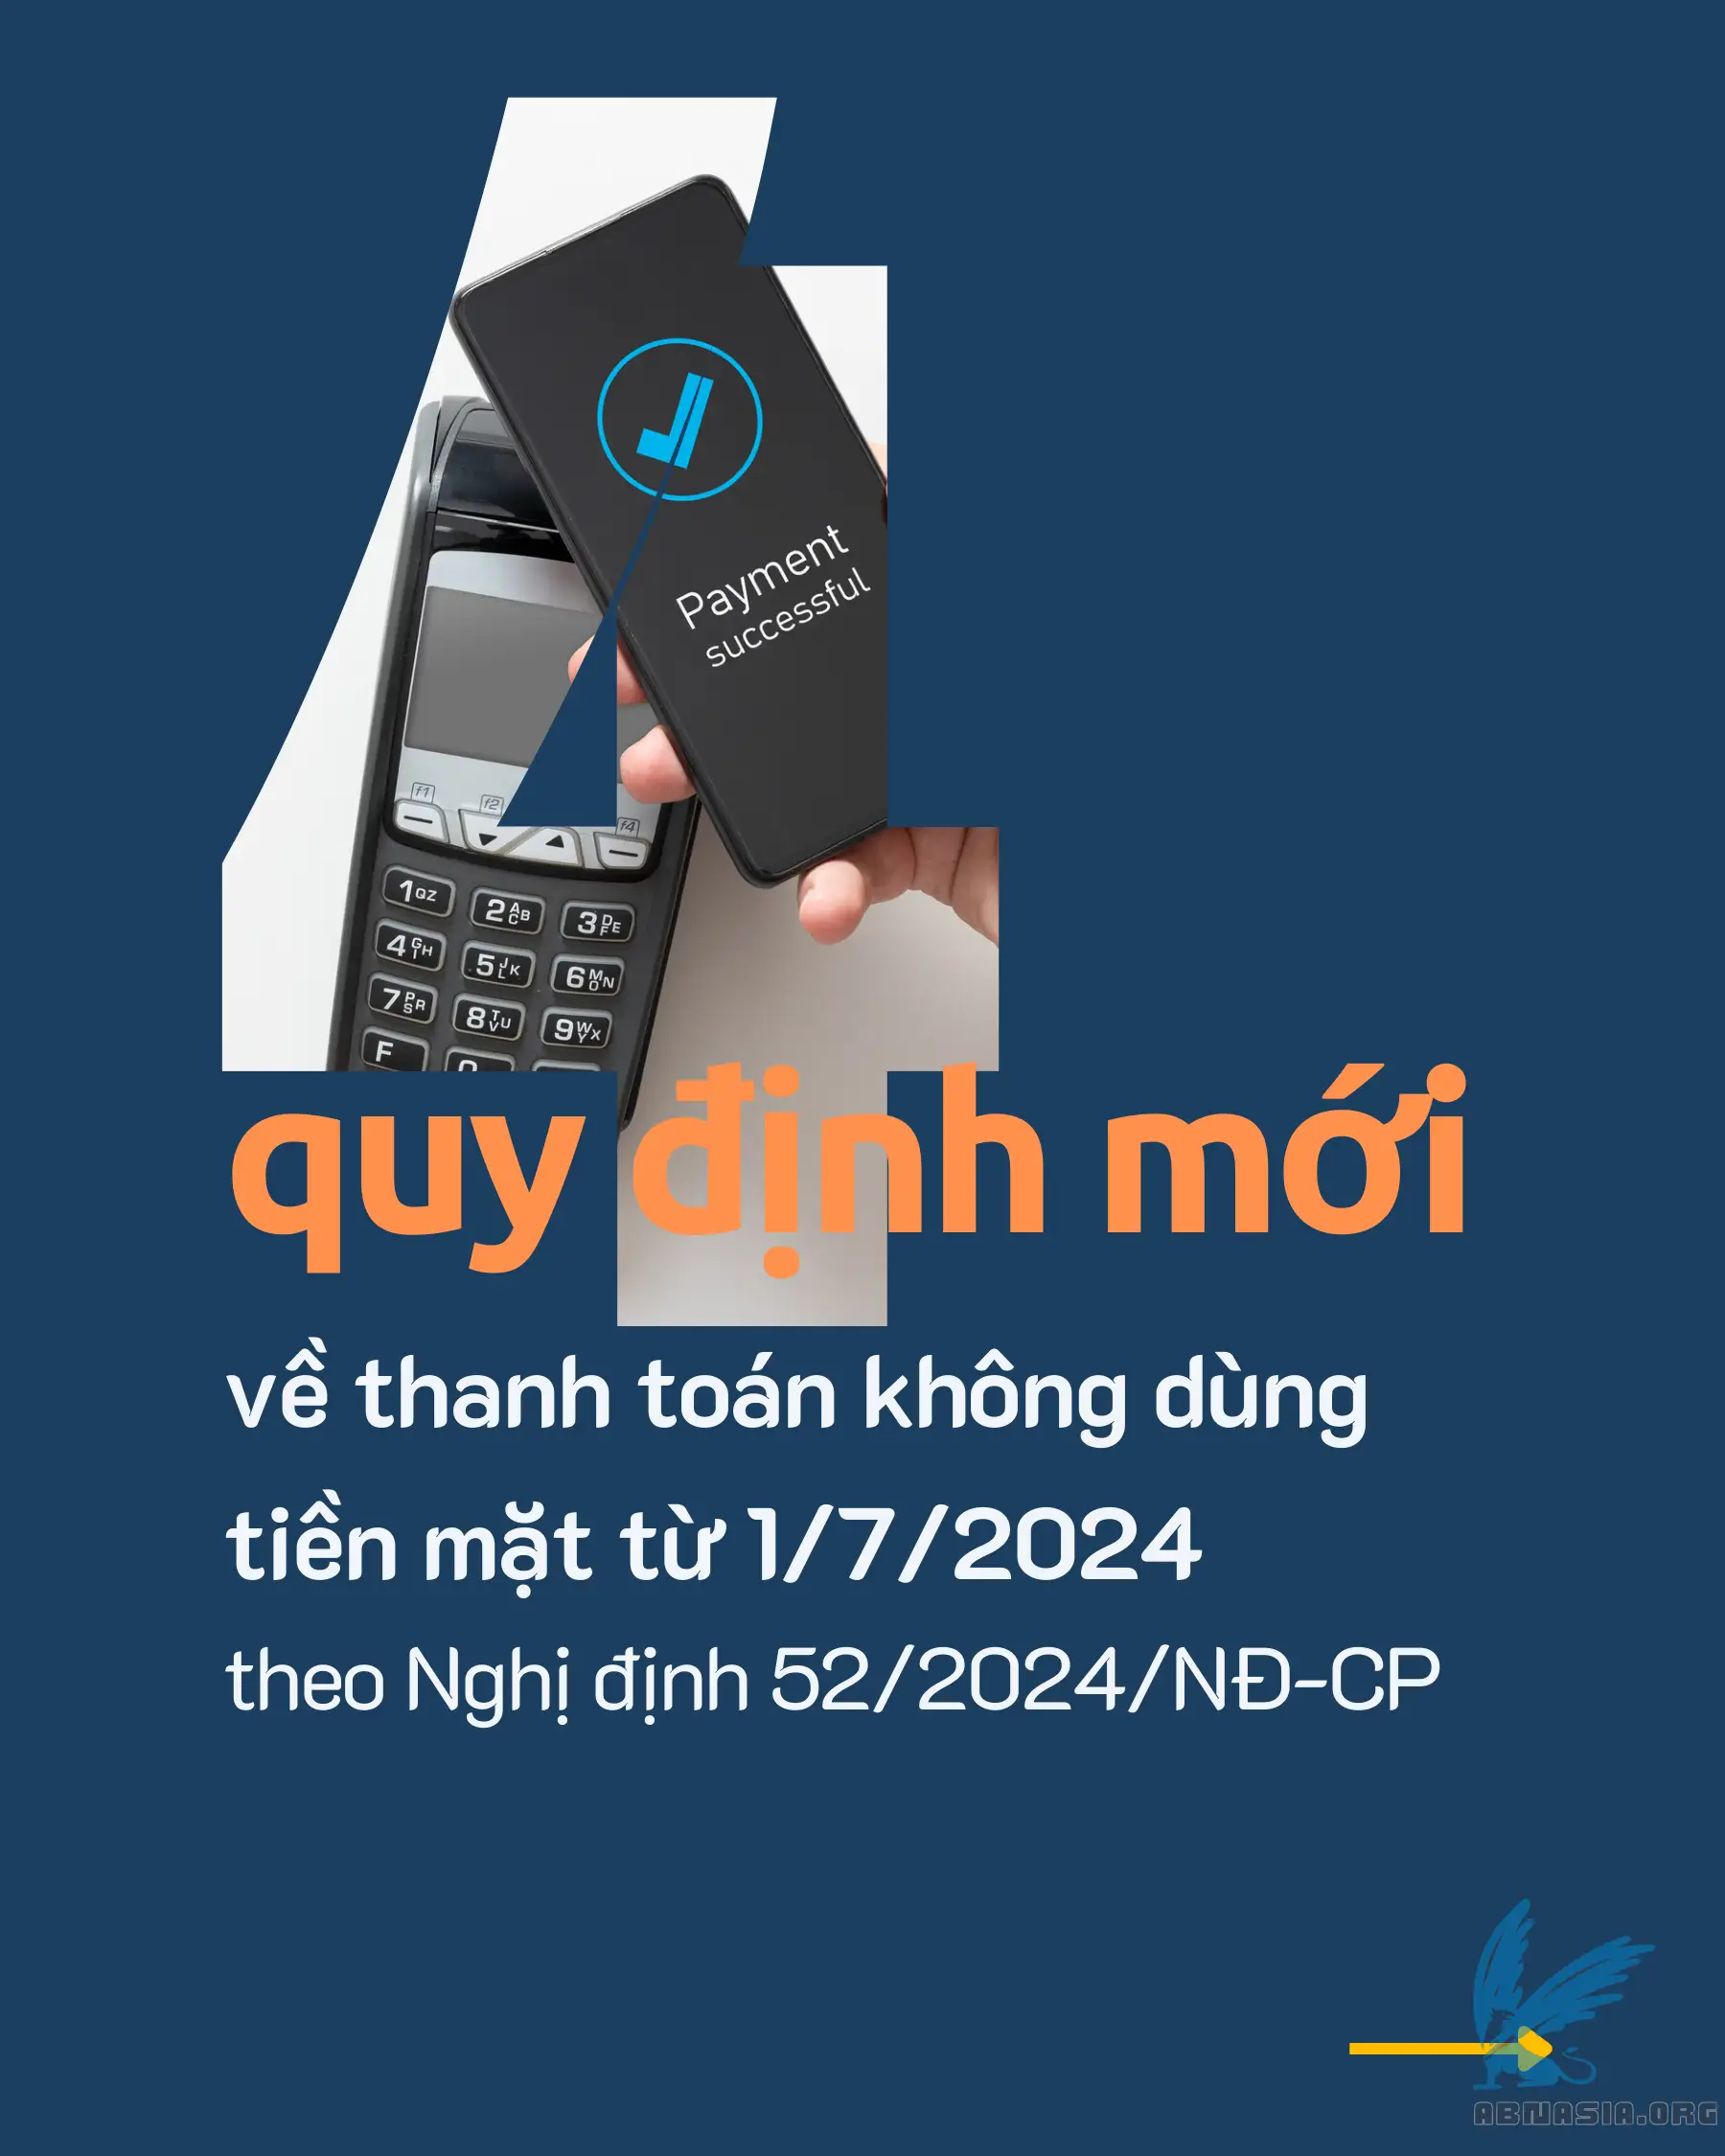 4
Payment
successful
f1
f2
f4
1 QZ
2 ABC
3 DEF
4 GHI
5 JKL
6 MNO
7 PRS
8 TUV
9 WXY
F
0
quy định mới
về thanh toán không dùng
tiền mặt từ 1/7/2024
theo Nghị định 52/2024/NĐ-CP
ABNASIA.ORG